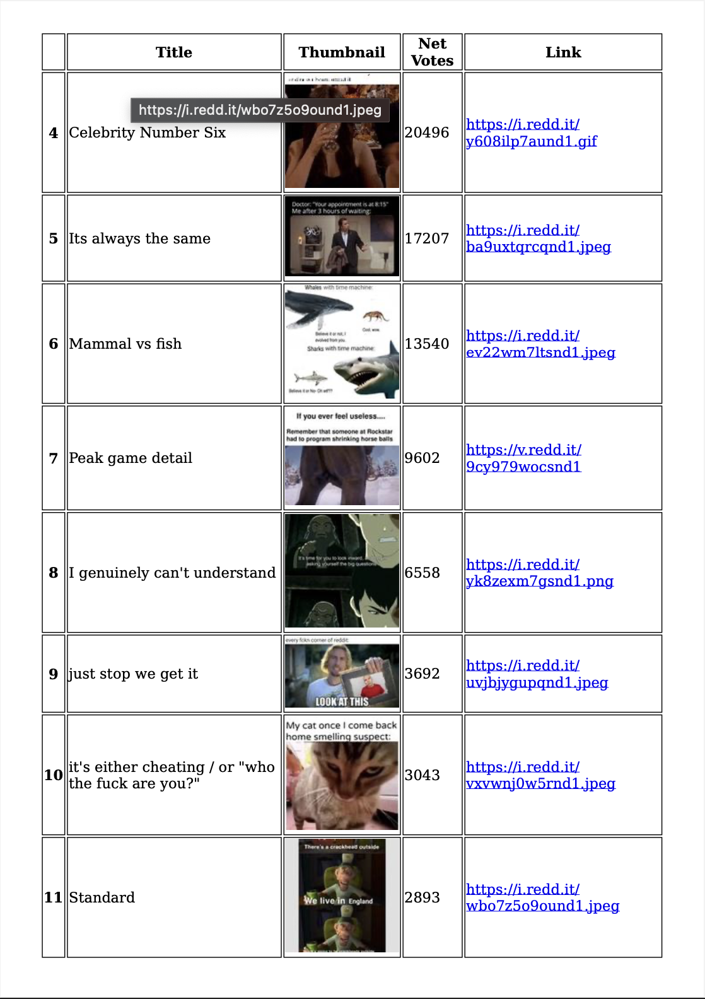 Title Thumbnail Net Votes Link
https://i.redd.it/wbo7z5o9ound1.jpeg
4 Celebrity Number Six 20496 https://i.redd.it/
y608ilp7aund1.gif
Doctor: "Your appointment is at 8:15"
Me after 3 hours of waiting:
5 Its always the same 17207 https://i.redd.it/
ba9uxtqrcqnd1.jpeg
Whales with time machine:
Cool. wow.
Believe it or not, I
evolved from you.
6 Mammal vs fish 13540 https://i.redd.it/
ev22wm7ltsnd1.jpeg
Sharks with time machine:
Believe it or No- Oh wtf???
If you ever feel useless....
Remember that someone at Rockstar
had to program shrinking horse balls
7 Peak game detail 9602 https://v.redd.it/
9cy979wocsnd1
It's time for you to look inward,
asking yourself the big questions
8 I genuinely can't understand 6558 https://i.redd.it/
yk8zexm7gsnd1.png
every fckn corner of reddit:
9 just stop we get it 3692 https://i.redd.it/
uvjbjygupqnd1.jpeg
LOOK AT THIS
My cat once I come back
home smelling suspect:
10 it's either cheating / or "who
the fuck are you?" 3043 https://i.redd.it/
vxvwnj0w5rnd1.jpeg
There's a crackhead outside
We live in England
11 Standard 2893 https://i.redd.it/
wbo7z5o9ound1.jpeg